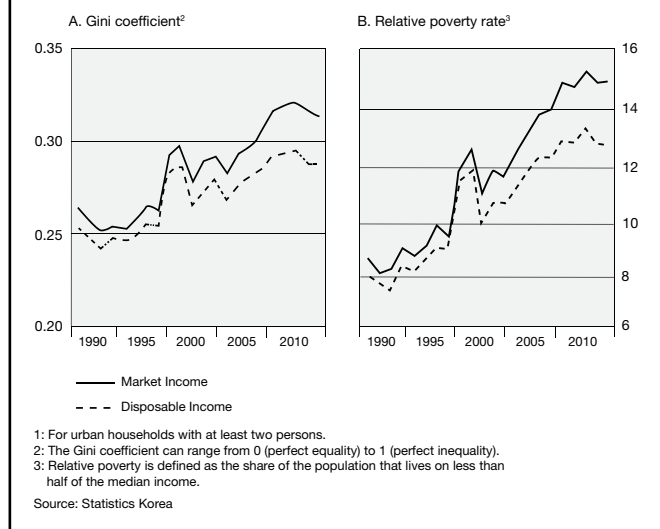 A. Gini coefficient²
B. Relative poverty rate³
0.35
0.30
0.25
0.20
1990 1995 2000 2005 2010
16
14
12
10
8
6
1990 1995 2000 2005 2010
Market Income
Disposable Income
1: For urban households with at least two persons.
2: The Gini coefficient can range from 0 (perfect equality) to 1 (perfect inequality).
3: Relative poverty is defined as the share of the population that lives on less than
half of the median income.
Source: Statistics Korea